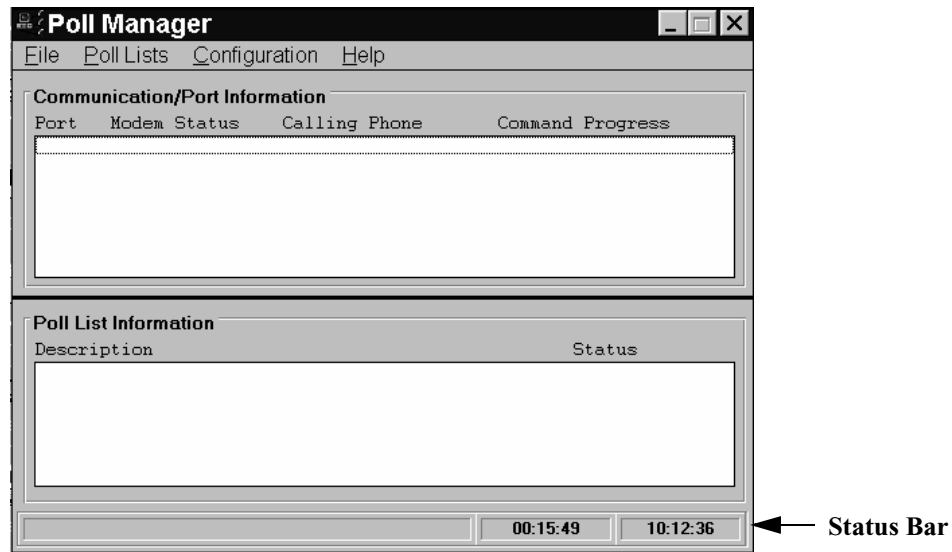 Poll Manager
File Poll Lists Configuration Help
Communication/Port Information
Port Modem Status Calling Phone Command Progress
Poll List Information
Description Status
00:15:49 10:12:36 Status Bar